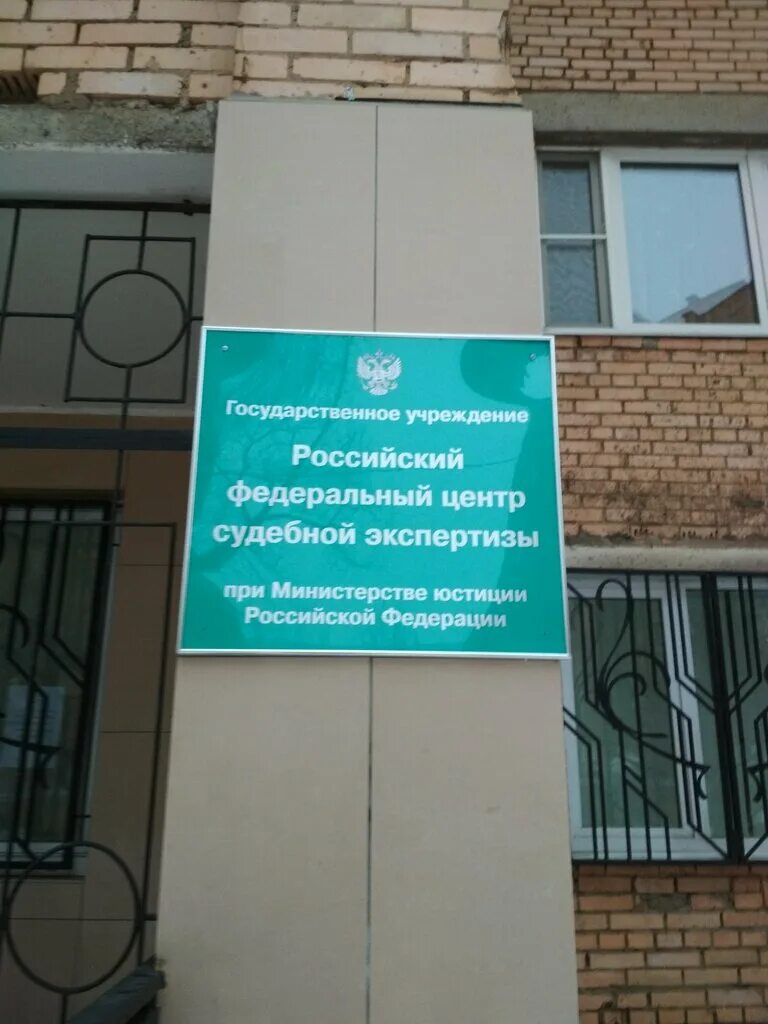 Государственное учреждение
Российский
федеральный центр
судебной экспертизы
при Министерстве юстиции
Российской Федерации